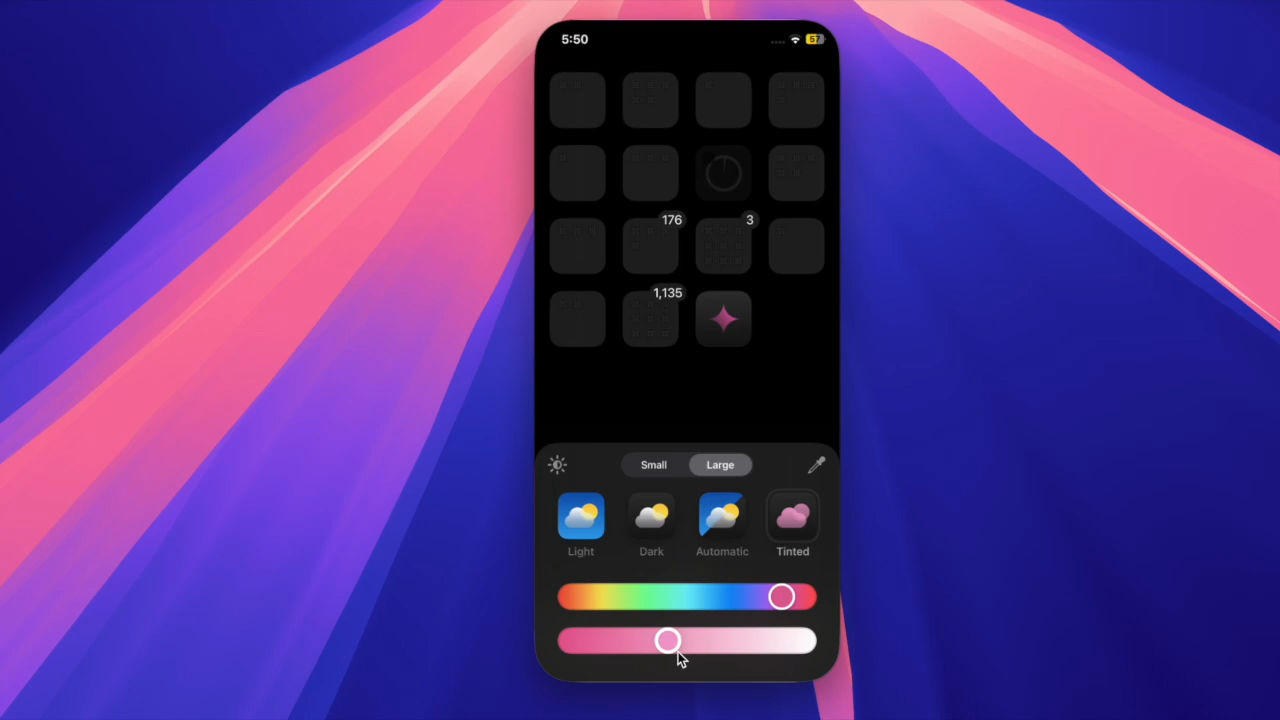 5:50
57
176
3
1,135
Small
Large
Light
Dark
Automatic
Tinted